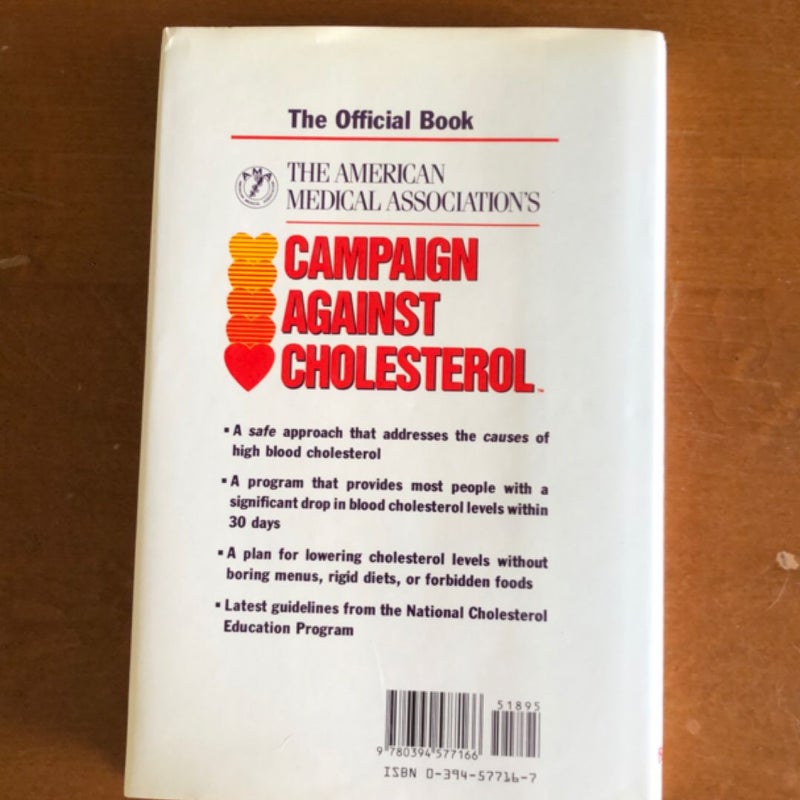 The Official Book
AMA
THE AMERICAN
MEDICAL ASSOCIATION'S
CAMPAIGN
AGAINST
CHOLESTEROL™
▪ A safe approach that addresses the causes of
high blood cholesterol
▪ A program that provides most people with a
significant drop in blood cholesterol levels within
30 days
▪ A plan for lowering cholesterol levels without
boring menus, rigid diets, or forbidden foods
▪ Latest guidelines from the National Cholesterol
Education Program
51895
9 780394 577166
ISBN 0-394-57716-7